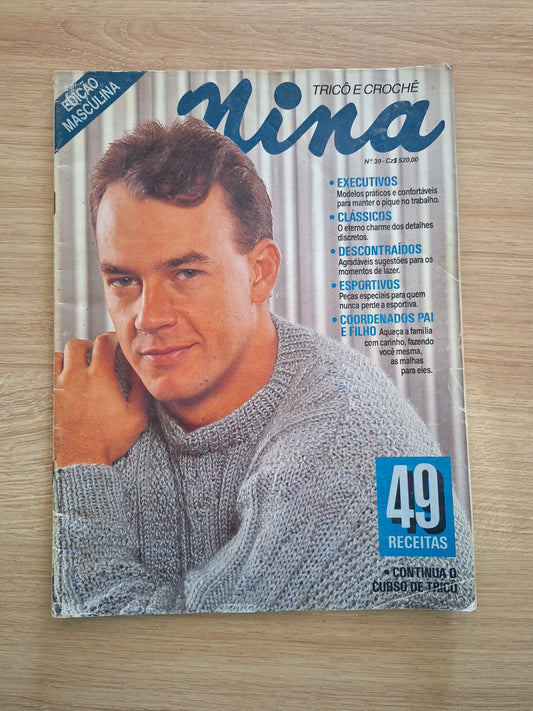 EDIÇÃO
MASCULINA
TRICÔ E CROCHÊ
Nina
Nº 39 - Cz$ 520,00
• EXECUTIVOS
Modelos práticos e confortáveis
para manter o pique no trabalho.
• CLÁSSICOS
O eterno charme dos detalhes
discretos.
• DESCONTRAÍDOS
Agradáveis sugestões para os
momentos de lazer.
• ESPORTIVOS
Peças especiais para quem
nunca perde a esportiva.
• COORDENADOS PAI
E FILHO Aqueça a família
com carinho, fazendo
você mesma,
as malhas
para eles.
49
RECEITAS
• CONTINUA O
CURSO DE TRICÔ